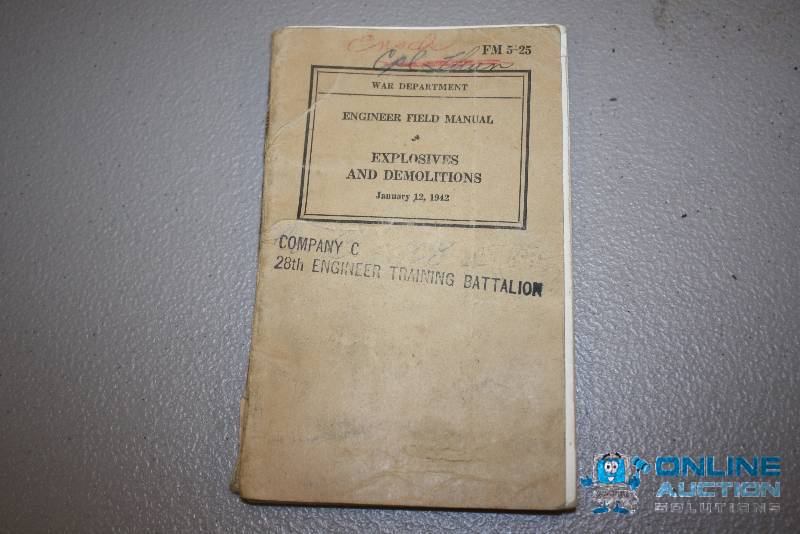 FM 5-25
WAR DEPARTMENT
ENGINEER FIELD MANUAL
EXPLOSIVES
AND DEMOLITIONS
January 12, 1942
COMPANY C
28th ENGINEER TRAINING BATTALION
ONLINE
AUCTION
SOLUTIONS